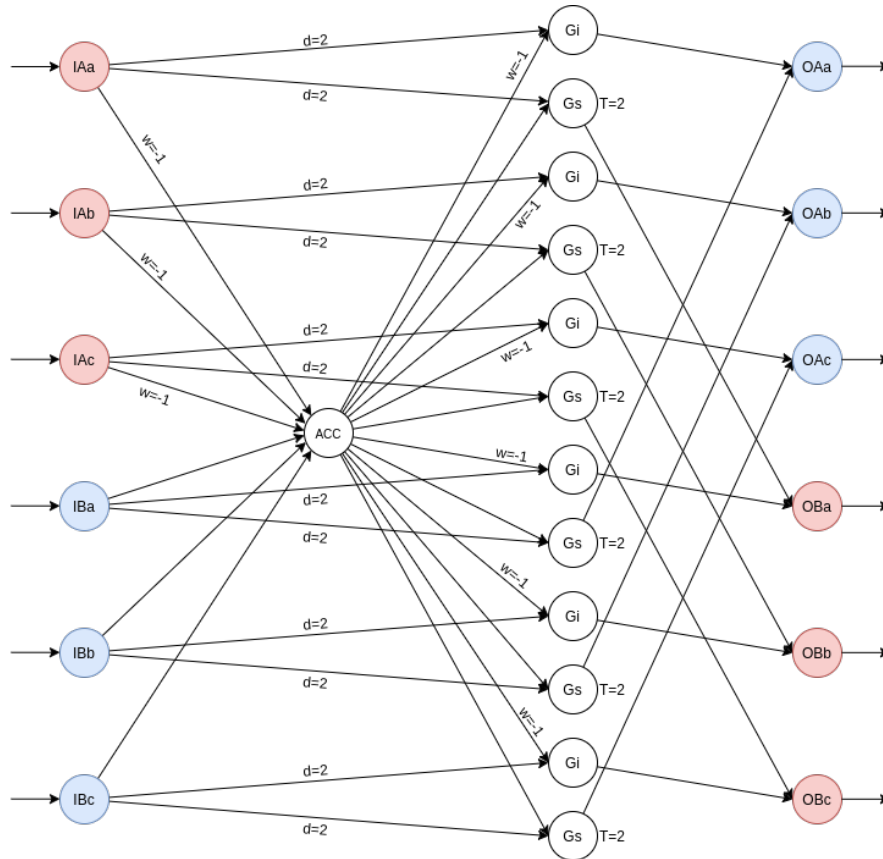 Gi
d=2
IAa
w=-1
OAa
d=2
Gs T=2
w=-1
Gi
d=2
IAb
w=-1
OAb
d=2
w=-1
Gs T=2
Gi
d=2
IAc
w=-1
OAc
d=2
w=-1
Gs T=2
ACC
w=-1
Gi
d=2
IBa
OBa
d=2
Gs T=2
w=-1
Gi
d=2
IBb
OBb
d=2
Gs T=2
w=-1
Gi
d=2
IBc
OBc
d=2
Gs T=2